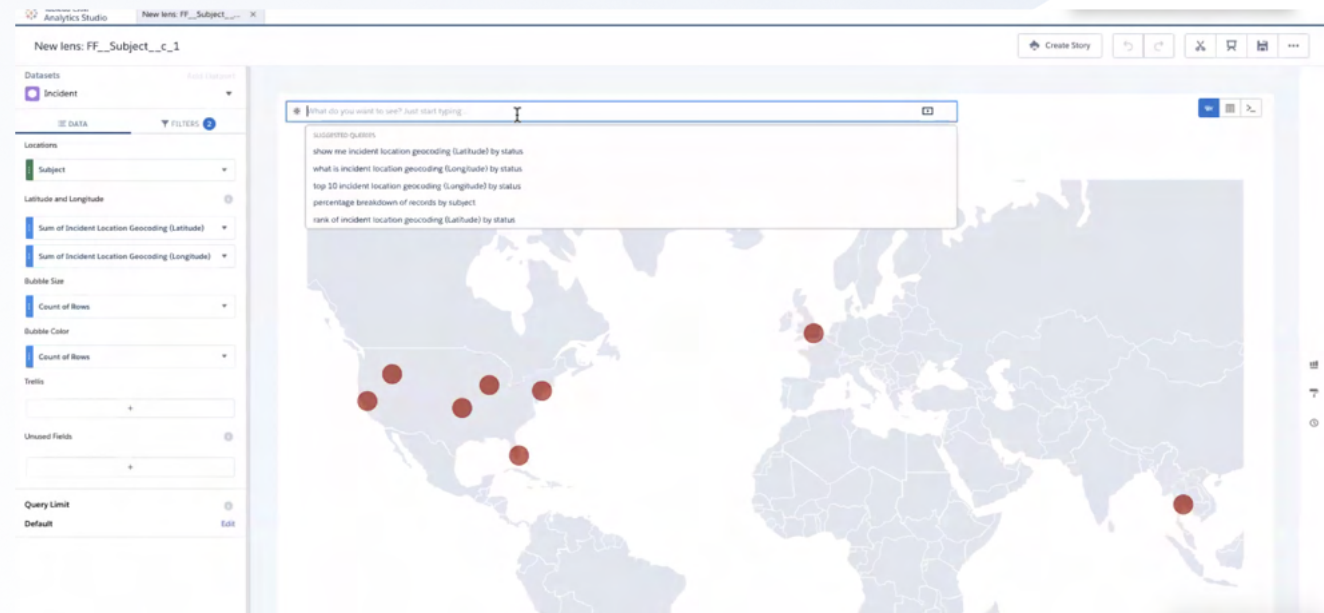 Analytics Studio
New lens: FF__Subject__... ×
New lens: FF__Subject__c_1
Create Story
Datasets
Incident
DATA
FILTERS 2
Locations
Subject
Latitude and Longitude
Sum of Incident Location Geocoding (Latitude)
Sum of Incident Location Geocoding (Longitude)
Bubble Size
Count of Rows
Bubble Color
Count of Rows
Trellis
+
Unused Fields
+
Query Limit
Default
Edit
What do you want to see? Just start typing...
SUGGESTED QUERIES
show me incident location geocoding (Latitude) by status
what is incident location geocoding (Longitude) by status
top 10 incident location geocoding (Longitude) by status
percentage breakdown of records by subject
rank of incident location geocoding (Latitude) by status